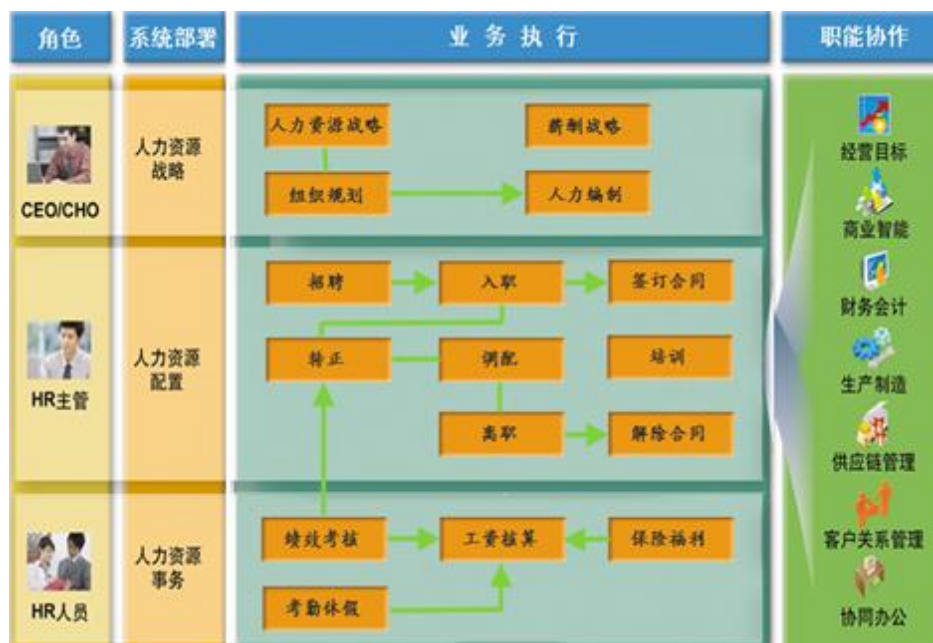 角色 系统部署 业务执行 职能协作
人力资源战略 薪制战略
组织规划 人力编制
CEO/CHO
人力资源
战略
招聘 入职 签订合同
转正 调配 培训
离职 解除合同
HR主管
人力资源
配置
绩效考核 工资核算 保险福利
考勤休假
HR人员
人力资源
事务
经营目标
商业智能
财务会计
生产制造
供应链管理
客户关系管理
协同办公